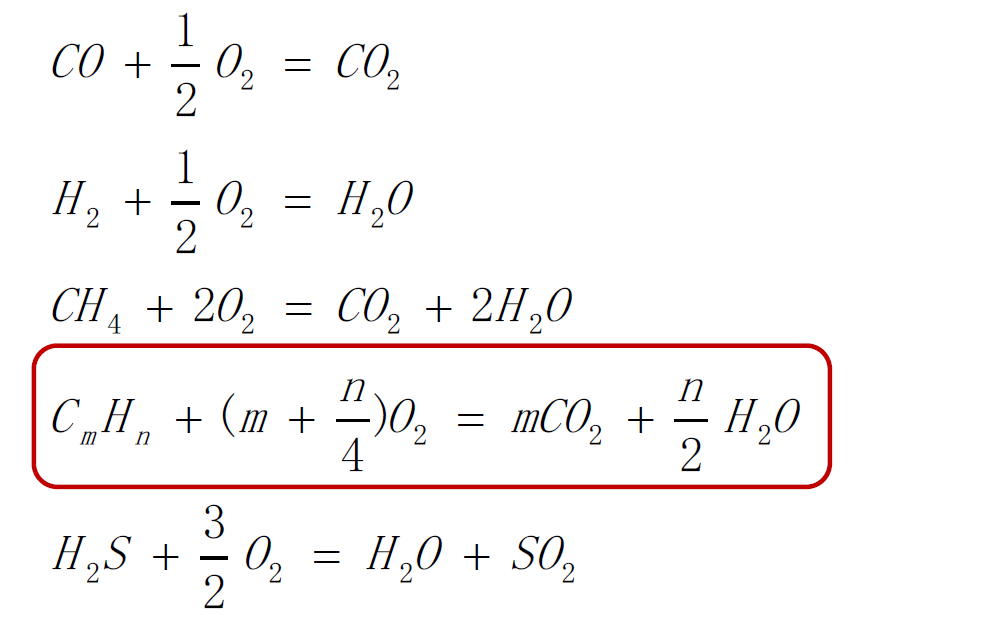 CO + 1/2 O₂ = CO₂
H₂ + 1/2 O₂ = H₂O
CH₄ + 2O₂ = CO₂ + 2H₂O
CₘHₙ + (m + n/4)O₂ = mCO₂ + n/2 H₂O
H₂S + 3/2 O₂ = H₂O + SO₂